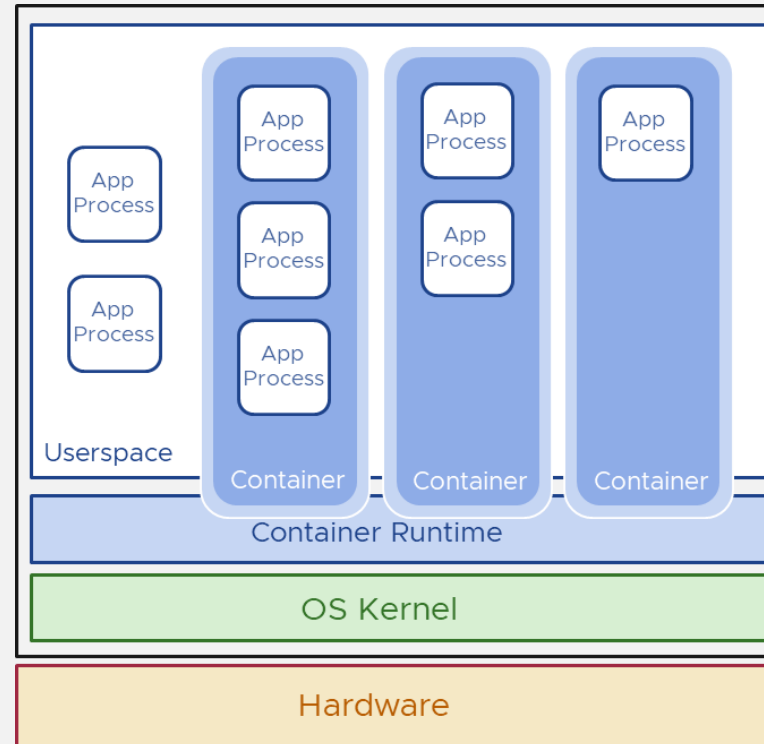 App
Process
App
Process
Userspace
App
Process
App
Process
App
Process
Container
App
Process
App
Process
Container
App
Process
Container
Container Runtime
OS Kernel
Hardware